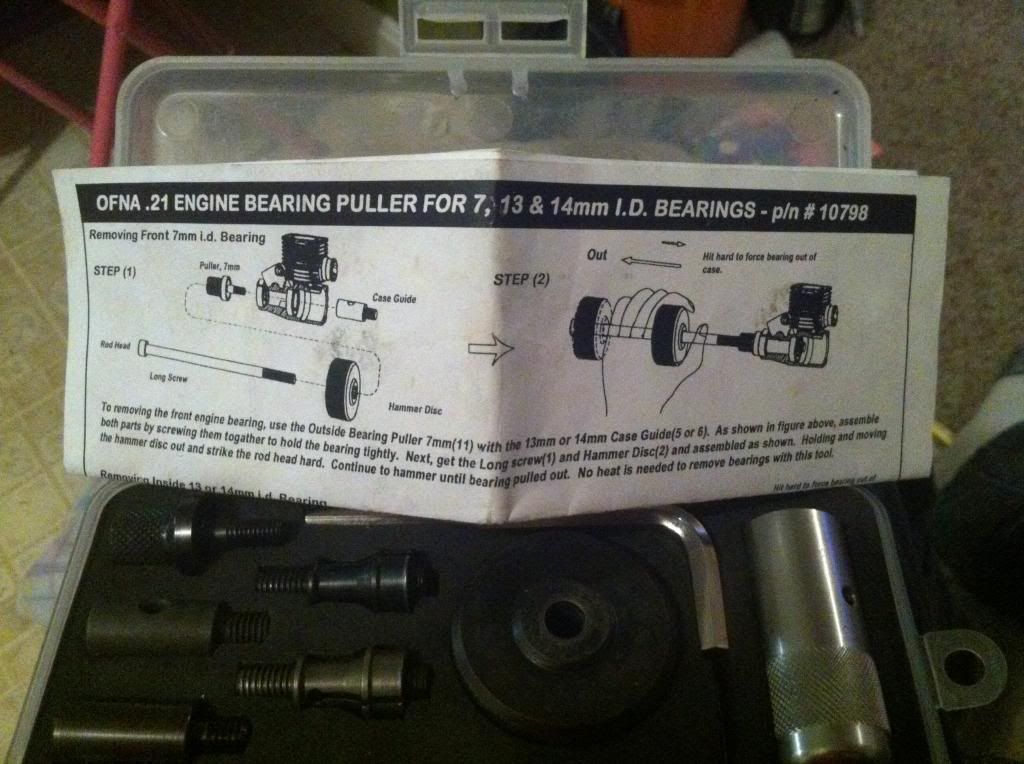 OFNA .21 ENGINE BEARING PULLER FOR 7, 13 & 14mm I.D. BEARINGS - p/n # 10798
Removing Front 7mm i.d. Bearing
STEP (1)
Puller, 7mm
Case Guide
Rod Head
Long Screw
Hammer Disc
STEP (2)
Out
Hit hard to force bearing out of
case.
To removing the front engine bearing, use the Outside Bearing Puller 7mm(11) with the 13mm or 14mm Case Guide(5 or 6). As shown in figure above, assemble
both parts by screwing them togather to hold the bearing tightly. Next, get the Long screw(1) and Hammer Disc(2) and assembled as shown. Holding and moving
the hammer disc out and strike the rod head hard. Continue to hammer until bearing pulled out. No heat is needed to remove bearings with this tool.
Removing Inside 13 or 14mm i.d. Bearing
Hit hard to force bearing out of